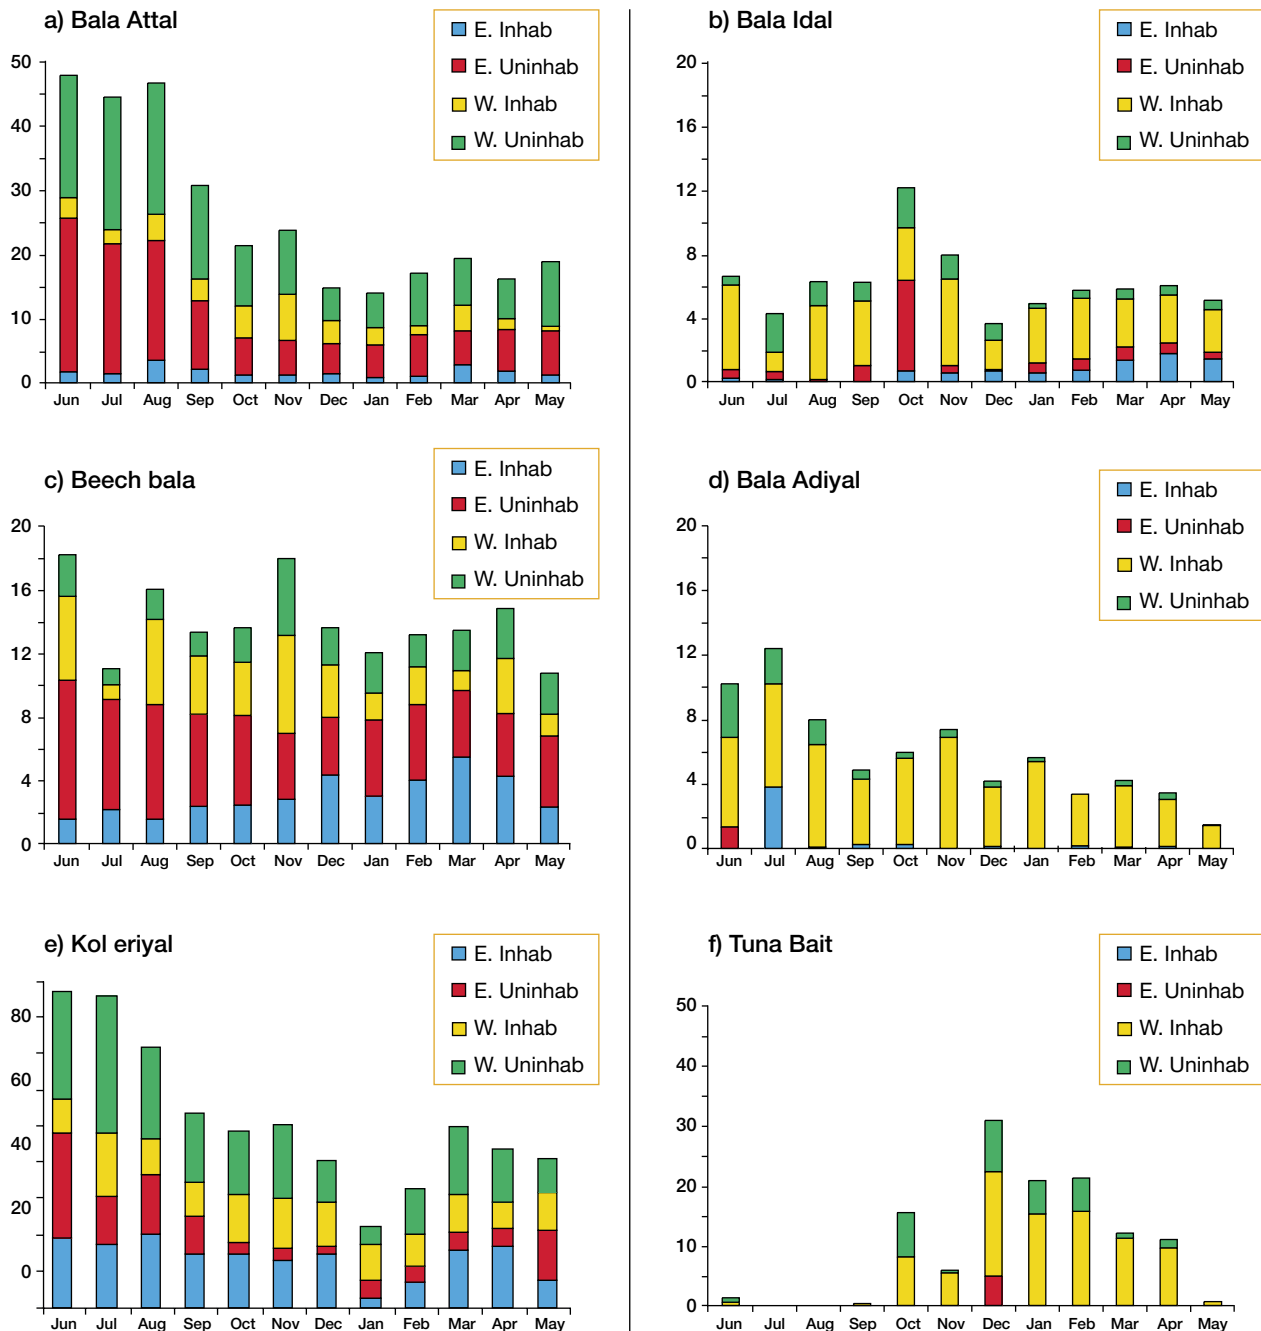 a) Bala Attal
E. Inhab
E. Uninhab
W. Inhab
W. Uninhab
50
40
30
20
10
0
Jun Jul Aug Sep Oct Nov Dec Jan Feb Mar Apr May
b) Bala Idal
E. Inhab
E. Uninhab
W. Inhab
W. Uninhab
20
16
12
8
4
0
Jun Jul Aug Sep Oct Nov Dec Jan Feb Mar Apr May
c) Beech bala
E. Inhab
E. Uninhab
W. Inhab
W. Uninhab
20
16
12
8
4
0
Jun Jul Aug Sep Oct Nov Dec Jan Feb Mar Apr May
d) Bala Adiyal
E. Inhab
E. Uninhab
W. Inhab
W. Uninhab
20
16
12
8
4
0
Jun Jul Aug Sep Oct Nov Dec Jan Feb Mar Apr May
e) Kol eriyal
E. Inhab
E. Uninhab
W. Inhab
W. Uninhab
80
60
40
20
0
Jun Jul Aug Sep Oct Nov Dec Jan Feb Mar Apr May
f) Tuna Bait
E. Inhab
E. Uninhab
W. Inhab
W. Uninhab
50
40
30
20
10
0
Jun Jul Aug Sep Oct Nov Dec Jan Feb Mar Apr May